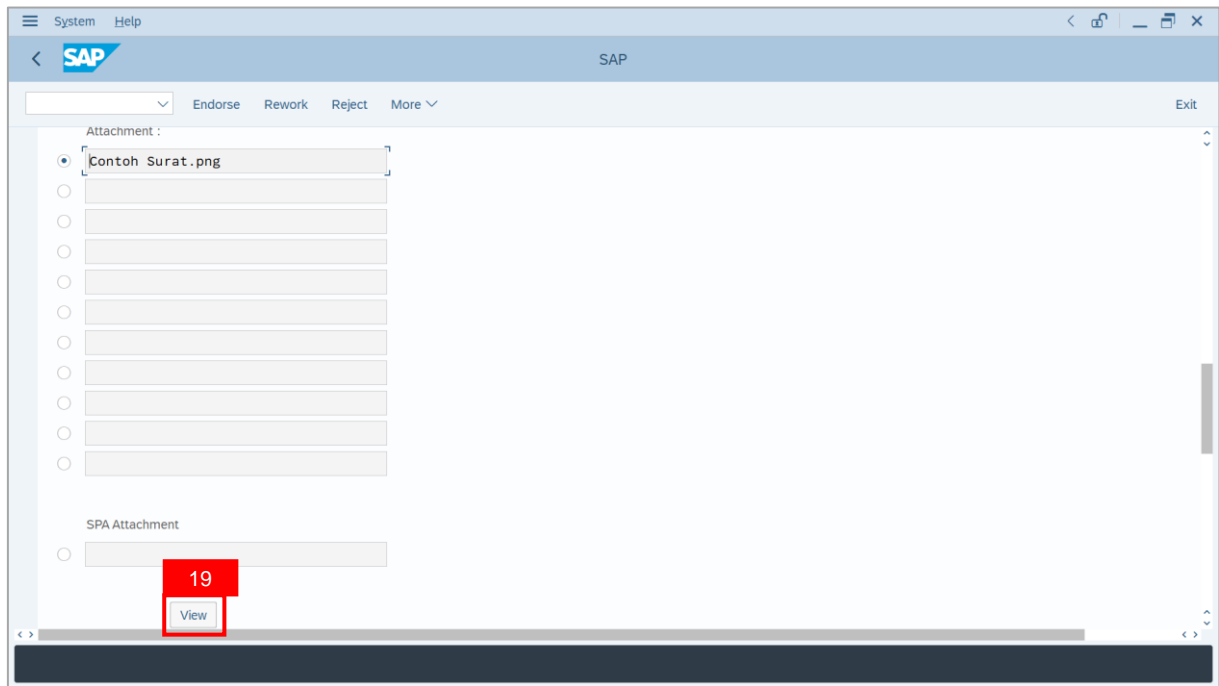 System Help
SAP SAP
Endorse Rework Reject More Exit
Attachment :
Contoh Surat.png
SPA Attachment
19
View